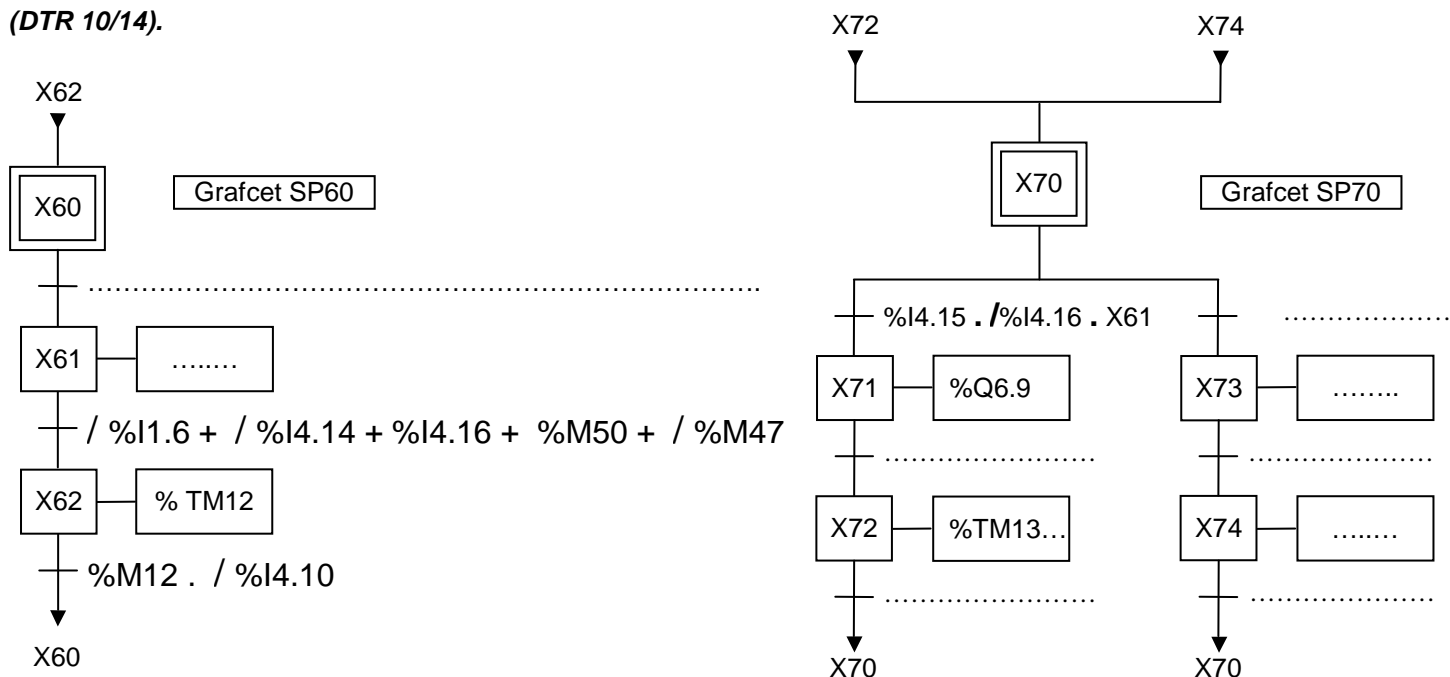 (DTR 10/14).
X62
X60
Grafcet SP60
……………………………………………………………….
X61
…..…
/ %I1.6 + / %I4.14 + %I4.16 + %M50 + / %M47
X62
% TM12
%M12 . / %I4.10
X60
X72
X74
X70
Grafcet SP70
%I4.15 . /%I4.16 . X61
………………
X71
%Q6.9
X73
……..
……………………
…………………
X72
%TM13…
X74
…..…
……………………
…………………
X70
X70